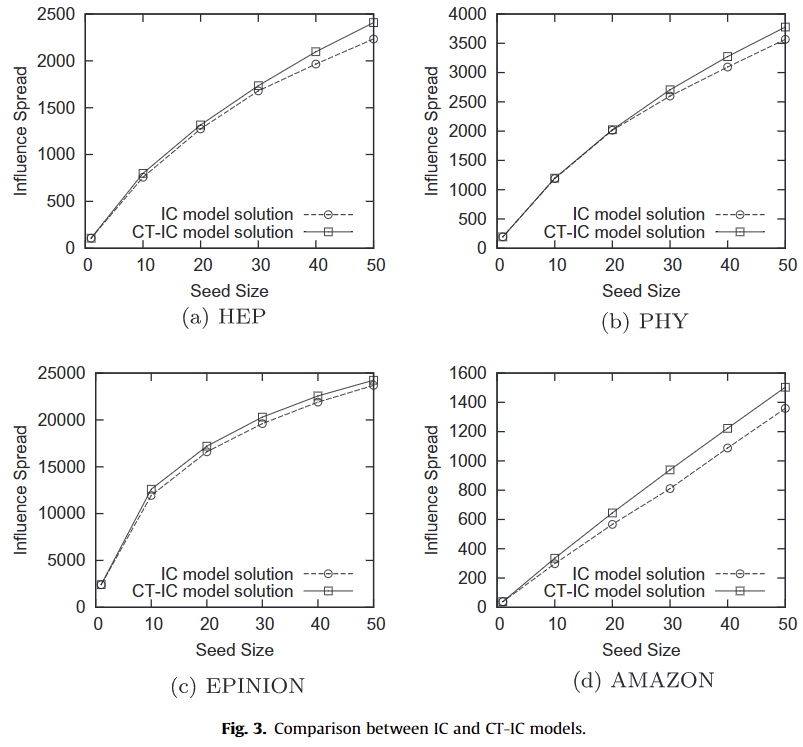 2500
2000
1500
1000
500
0
Influence Spread
IC model solution
CT-IC model solution
0 10 20 30 40 50
Seed Size
(a) HEP
4000
3500
3000
2500
2000
1500
1000
500
0
Influence Spread
IC model solution
CT-IC model solution
0 10 20 30 40 50
Seed Size
(b) PHY
25000
20000
15000
10000
5000
0
Influence Spread
IC model solution
CT-IC model solution
0 10 20 30 40 50
Seed Size
(c) EPINION
1600
1400
1200
1000
800
600
400
200
0
Influence Spread
IC model solution
CT-IC model solution
0 10 20 30 40 50
Seed Size
(d) AMAZON
Fig. 3. Comparison between IC and CT-IC models.